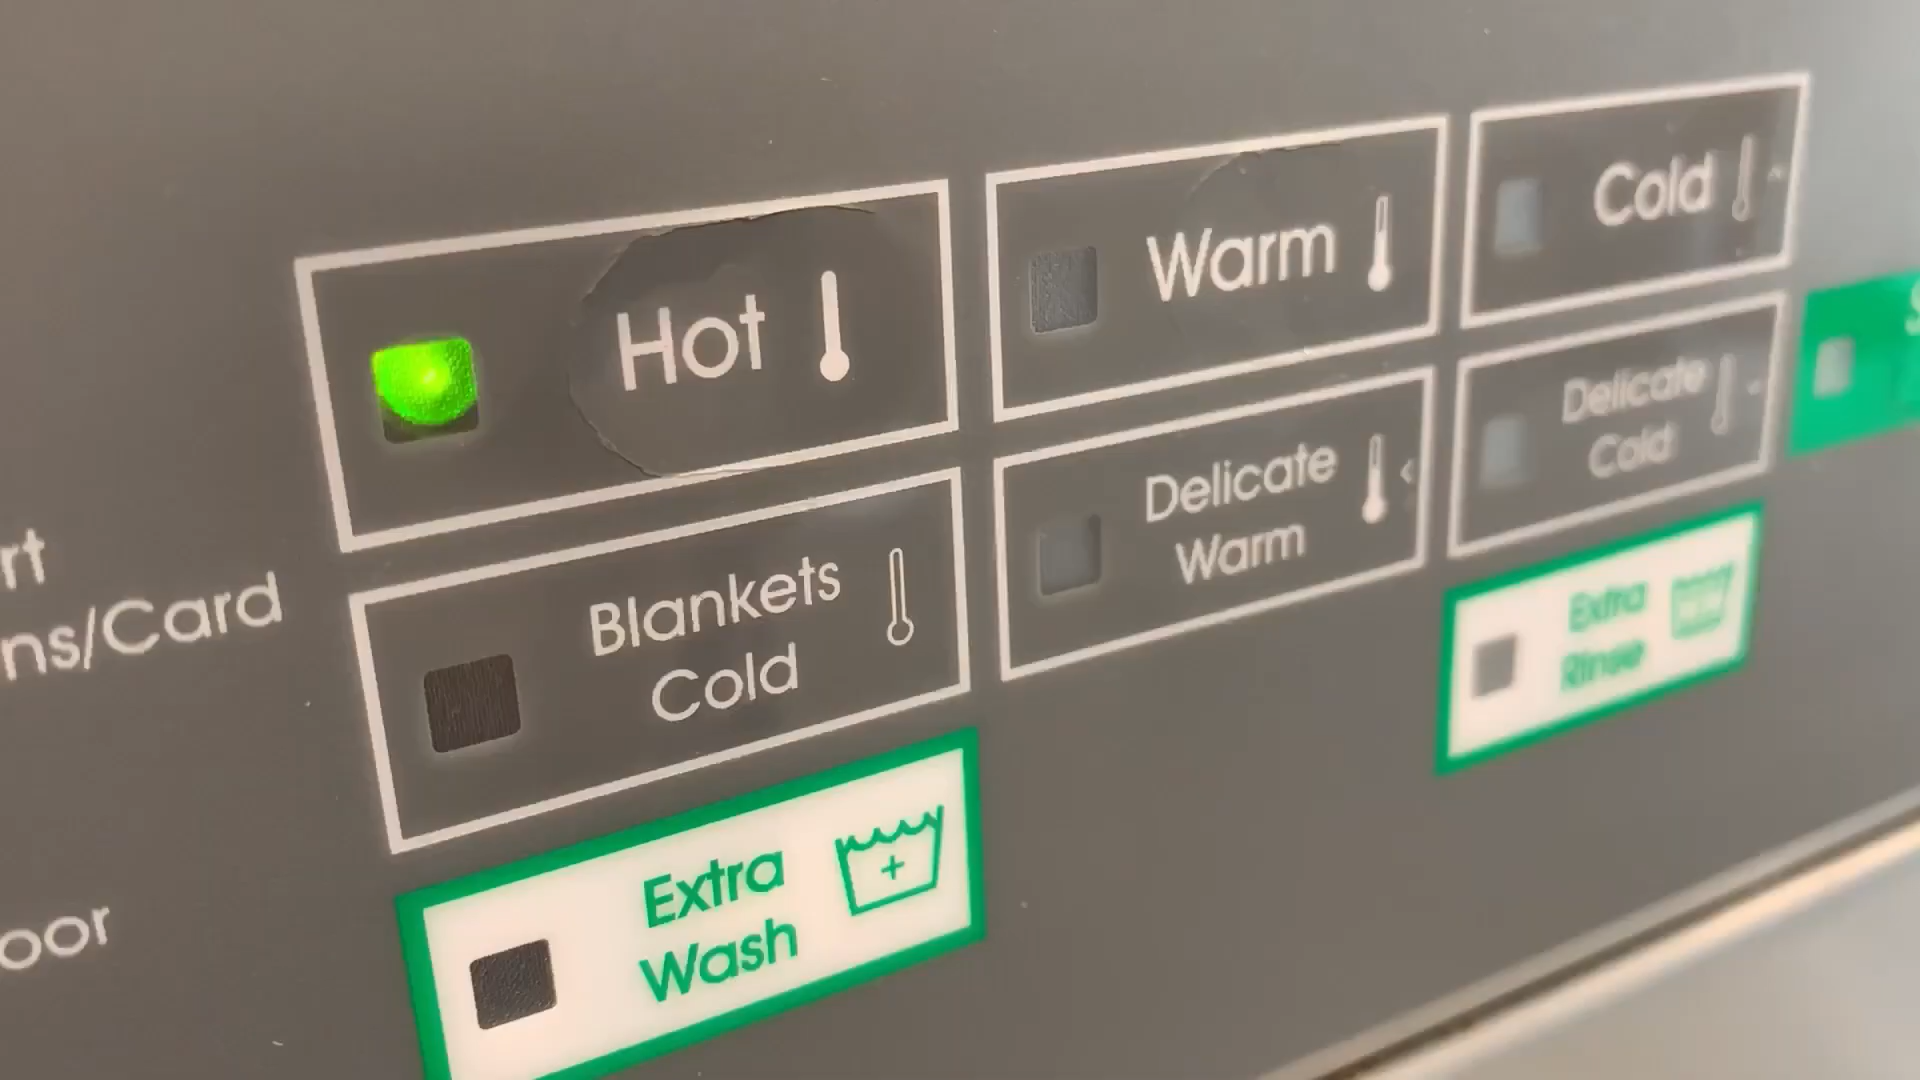 Hot
Warm
Cold
Blankets
Cold
Delicate
Warm
Delicate
Cold
rt
ns/Card
Extra
Wash
Extra
Rinse
oor